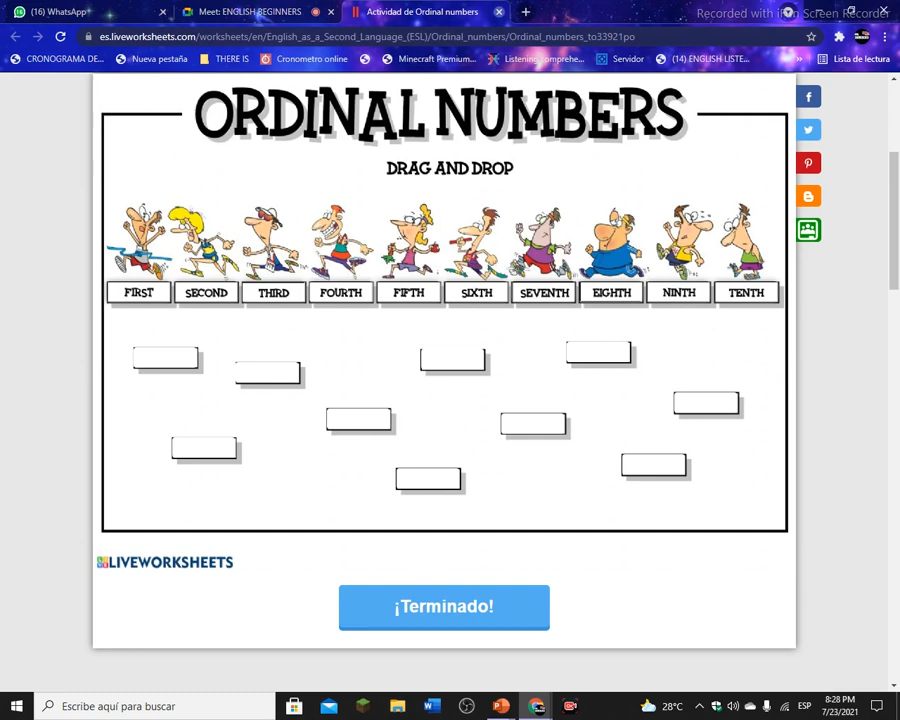 (16) WhatsApp
Meet: ENGLISH BEGINNERS
Actividad de Ordinal numbers
Recorded with iFun Screen Recorder
es.liveworksheets.com/worksheets/en/English_as_a_Second_Language_(ESL)/Ordinal_numbers/Ordinal_numbers_to33921po
CRONOGRAMA DE...
Nueva pestaña
THERE IS
Cronometro online
Minecraft Premium...
Listening comprehe...
Servidor
(14) ENGLISH LISTE...
»
Lista de lectura
ORDINAL NUMBERS
DRAG AND DROP
FIRST
SECOND
THIRD
FOURTH
FIFTH
SIXTH
SEVENTH
EIGHTH
NINTH
TENTH
LIVEWORKSHEETS
¡Terminado!
Escribe aquí para buscar
28°C
ESP
8:28 PM
7/23/2021